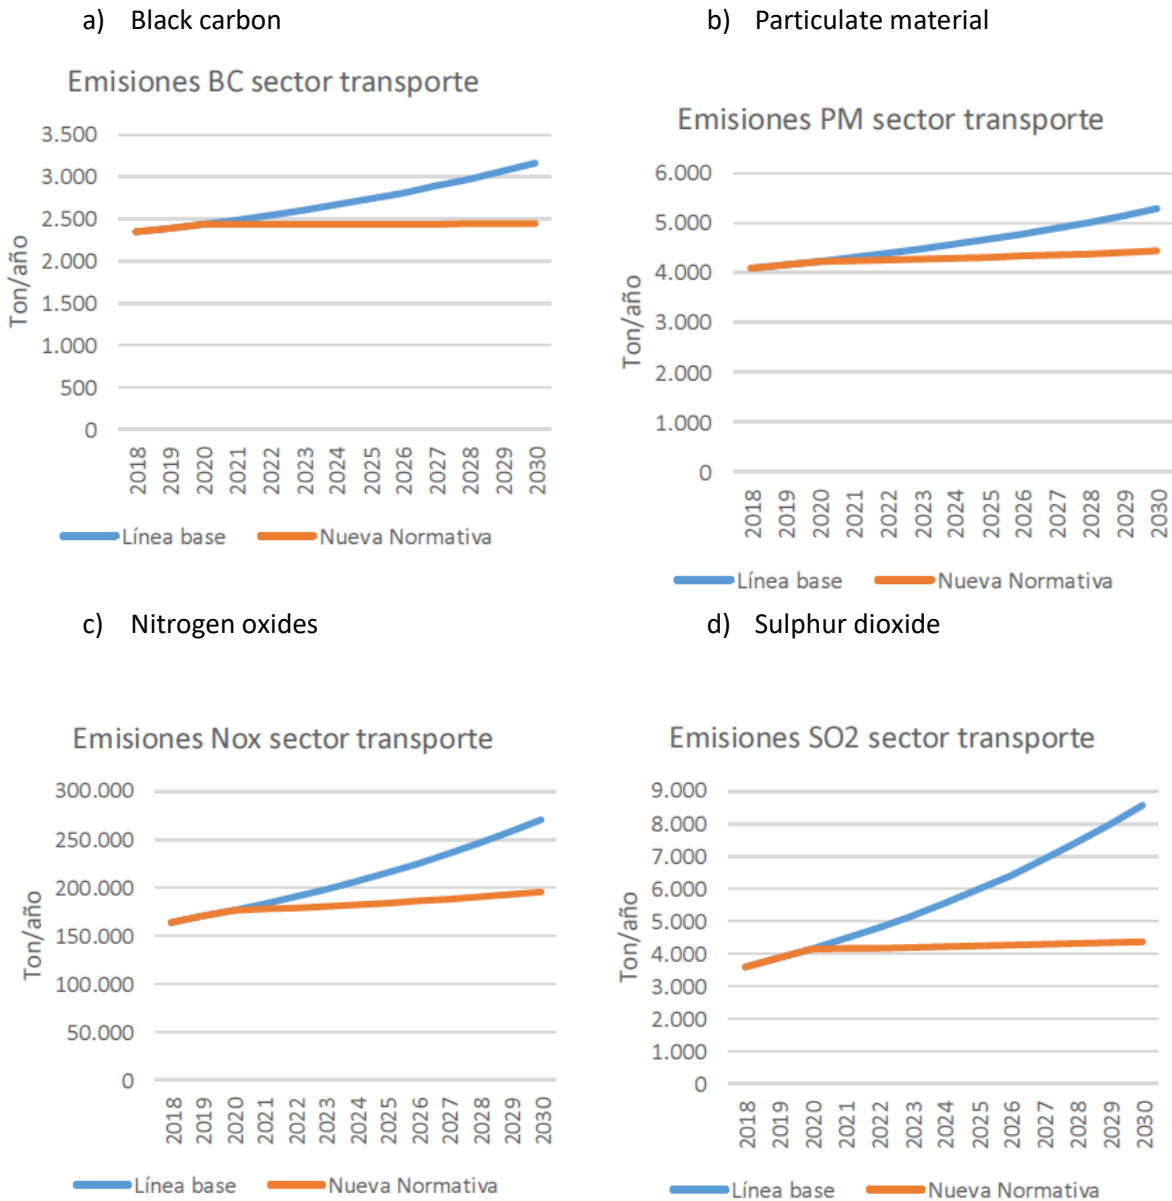 a) Black carbon
Emisiones BC sector transporte
3.500
3.000
2.500
2.000
1.500
1.000
500
0
Ton/año
2018 2019 2020 2021 2022 2023 2024 2025 2026 2027 2028 2029 2030
Línea base Nueva Normativa
b) Particulate material
Emisiones PM sector transporte
6.000
5.000
4.000
3.000
2.000
1.000
0
Ton/año
2018 2019 2020 2021 2022 2023 2024 2025 2026 2027 2028 2029 2030
Línea base Nueva Normativa
c) Nitrogen oxides
Emisiones Nox sector transporte
300.000
250.000
200.000
150.000
100.000
50.000
0
Ton/año
2018 2019 2020 2021 2022 2023 2024 2025 2026 2027 2028 2029 2030
Línea base Nueva Normativa
d) Sulphur dioxide
Emisiones SO2 sector transporte
9.000
8.000
7.000
6.000
5.000
4.000
3.000
2.000
1.000
0
Ton/año
2018 2019 2020 2021 2022 2023 2024 2025 2026 2027 2028 2029 2030
Línea base Nueva Normativa